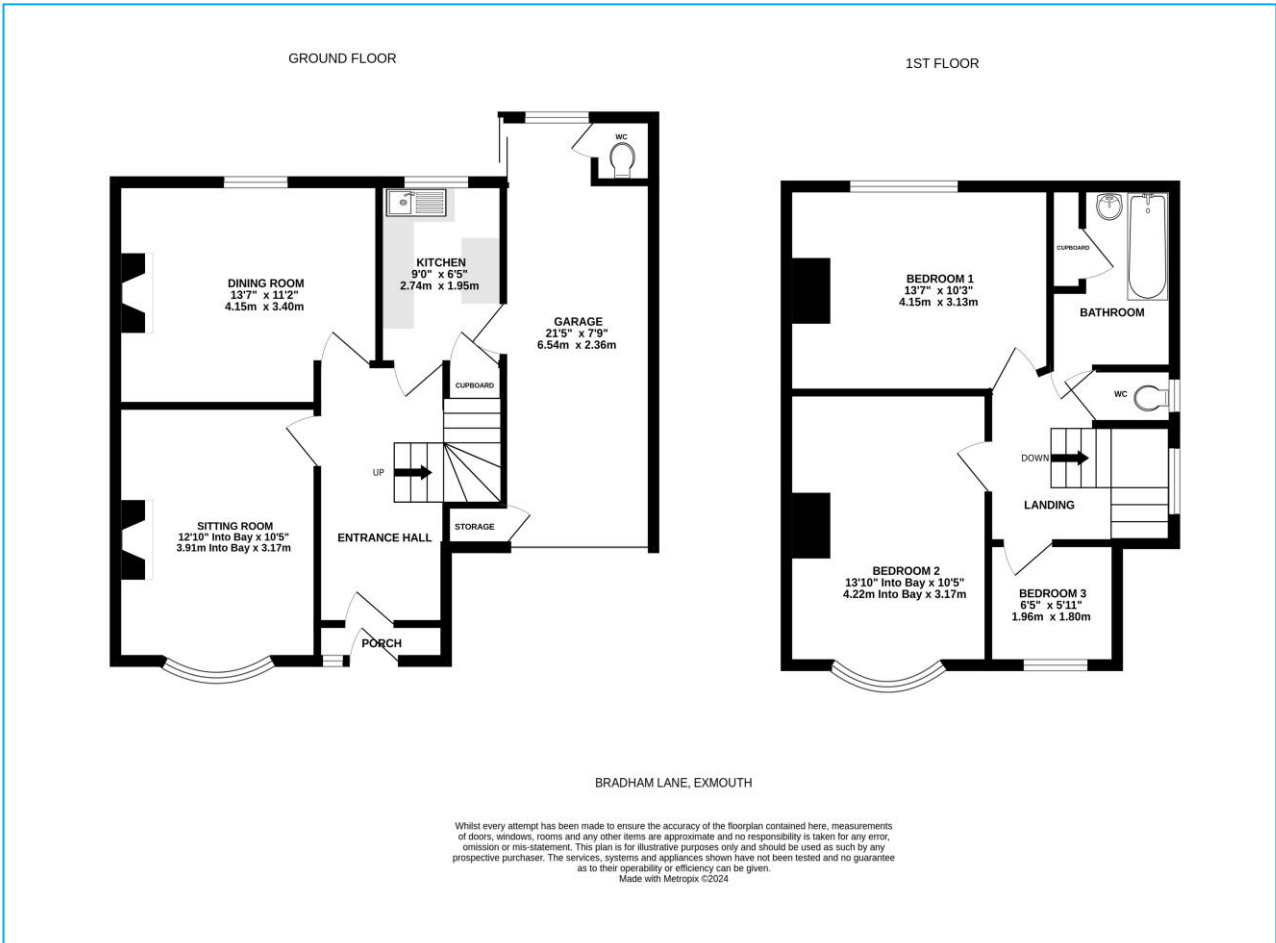 GROUND FLOOR
1ST FLOOR
WC
KITCHEN
9'0" x 6'5"
2.74m x 1.95m
DINING ROOM
13'7" x 11'2"
4.15m x 3.40m
GARAGE
21'5" x 7'9"
6.54m x 2.36m
CUPBOARD
UP
SITTING ROOM
12'10" Into Bay x 10'5"
3.91m Into Bay x 3.17m
STORAGE
ENTRANCE HALL
PORCH
CUPBOARD
BEDROOM 1
13'7" x 10'3"
4.15m x 3.13m
BATHROOM
WC
DOWN
LANDING
BEDROOM 2
13'10" Into Bay x 10'5"
4.22m Into Bay x 3.17m
BEDROOM 3
6'5" x 5'11"
1.96m x 1.80m
BRADHAM LANE, EXMOUTH
Whilst every attempt has been made to ensure the accuracy of the floorplan contained here, measurements
of doors, windows, rooms and any other items are approximate and no responsibility is taken for any error,
omission or mis-statement. This plan is for illustrative purposes only and should be used as such by any
prospective purchaser. The services, systems and appliances shown have not been tested and no guarantee
as to their operability or efficiency can be given.
Made with Metropix ©2024